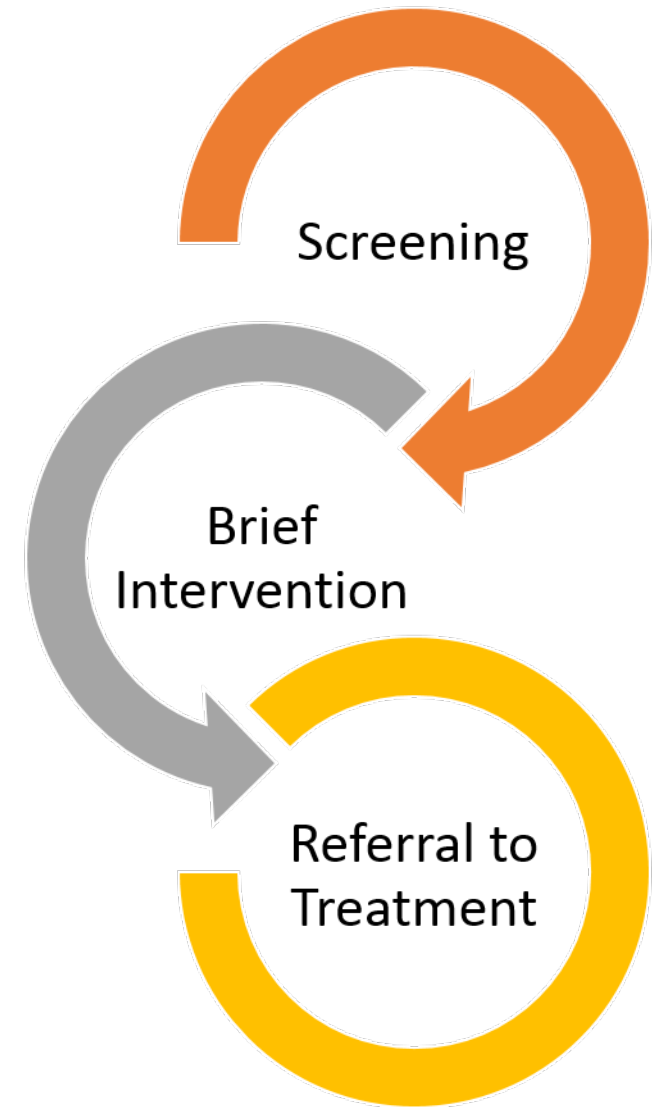 Screening
Brief
Intervention
Referral to
Treatment